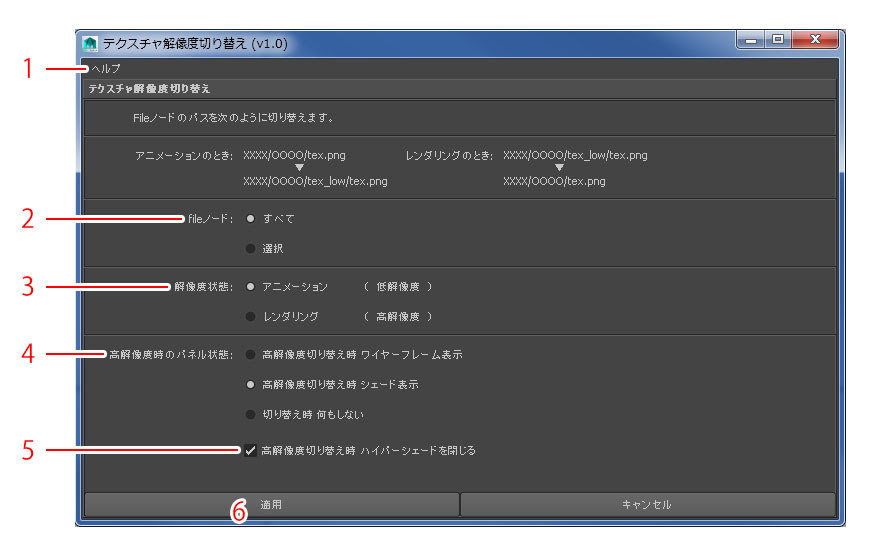 テクスチャ解像度切り替え (v1.0)
1 ヘルプ
テクスチャ解像度切り替え
Fileノードのパスを次のように切り替えます。
アニメーションのとき: XXXX/OOOO/tex.png レンダリングのとき: XXXX/OOOO/tex_low/tex.png
▼ ▼
XXXX/OOOO/tex_low/tex.png XXXX/OOOO/tex.png
2 fileノード: すべて
選択
3 解像度状態: アニメーション ( 低解像度 )
レンダリング ( 高解像度 )
4 高解像度時のパネル状態: 高解像度切り替え時 ワイヤーフレーム表示
高解像度切り替え時 シェード表示
切り替え時 何もしない
5 高解像度切り替え時 ハイパーシェードを閉じる
6 適用 キャンセル